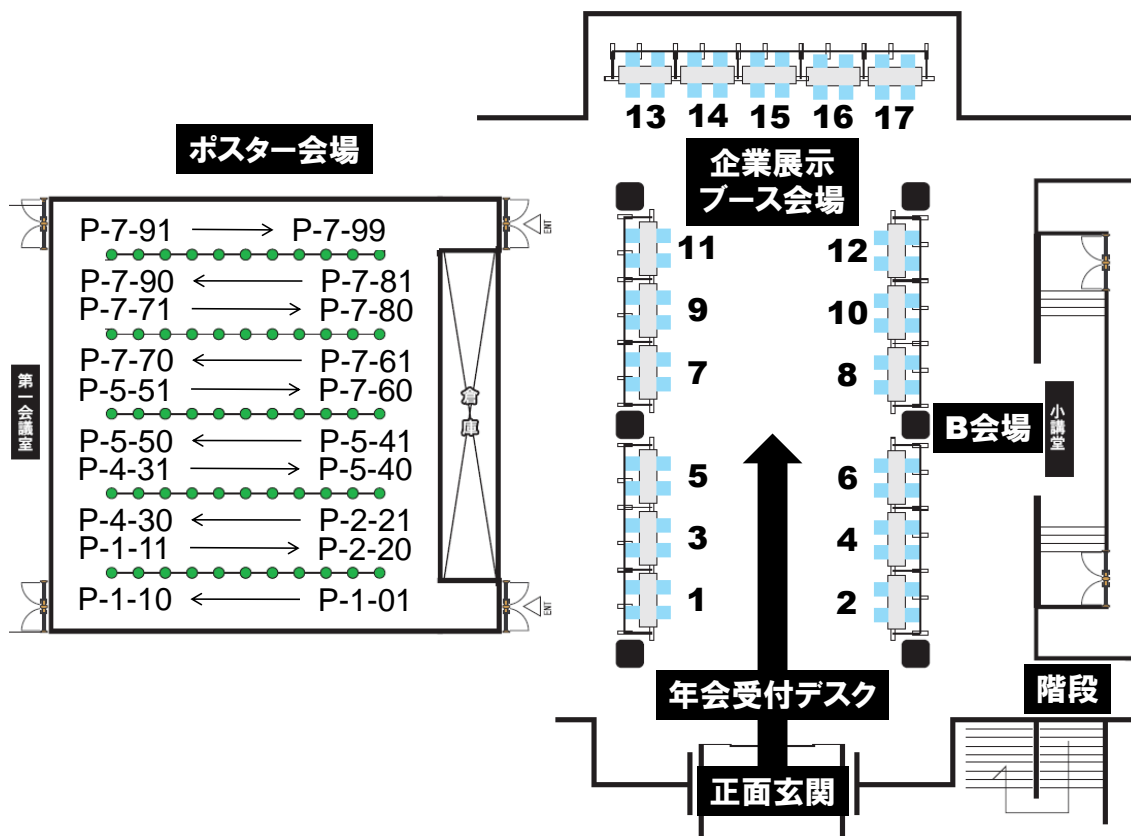 ポスター会場
P-7-91 → P-7-99
P-7-90 ← P-7-81
P-7-71 → P-7-80
P-7-70 ← P-7-61
P-5-51 → P-7-60
P-5-50 ← P-5-41
P-4-31 → P-5-40
P-4-30 ← P-2-21
P-1-11 → P-2-20
P-1-10 ← P-1-01
第一会議室
倉庫
ENT
ENT
13 14 15 16 17
企業展示
ブース会場
11 12
9 10
7 8
5 6
3 4
1 2
B会場
小講堂
年会受付デスク
階段
正面玄関